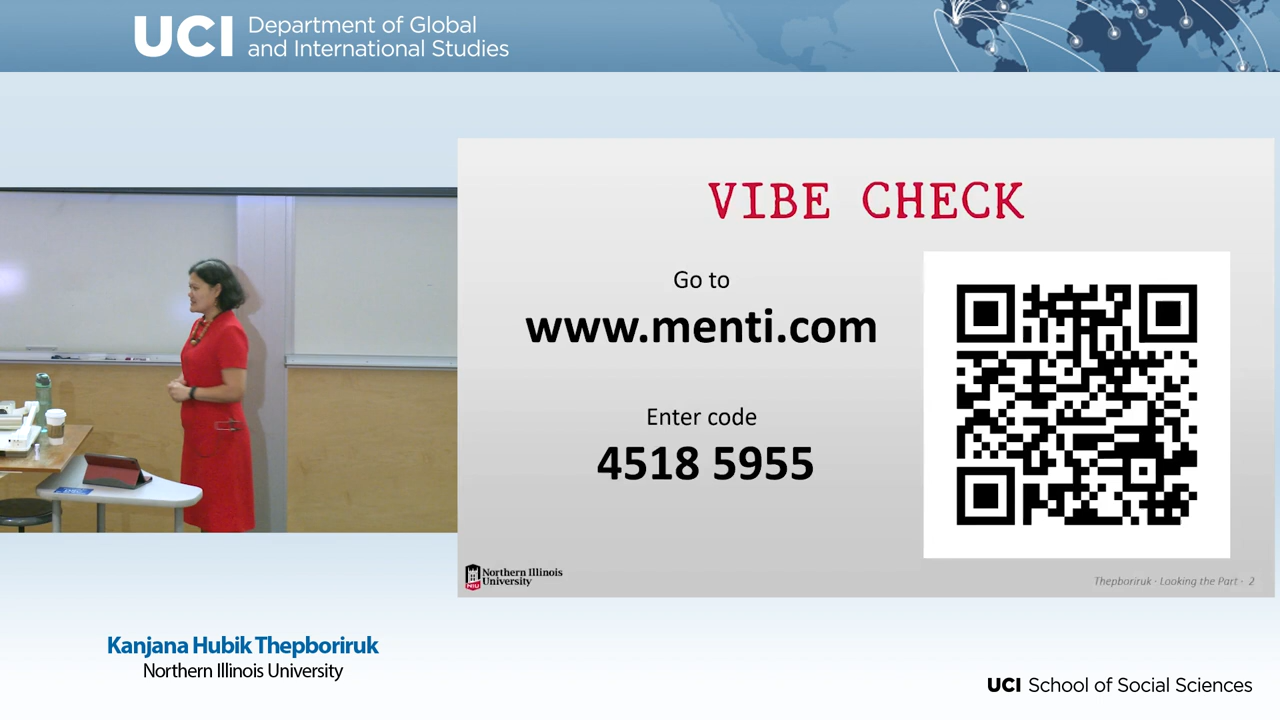 UCI Department of Global
and International Studies
VIBE CHECK
Go to
www.menti.com
Enter code
4518 5955
NIU
Northern Illinois
University
Thepboriruk · Looking the Part · 2
Kanjana Hubik Thepboriruk
Northern Illinois University
UCI School of Social Sciences